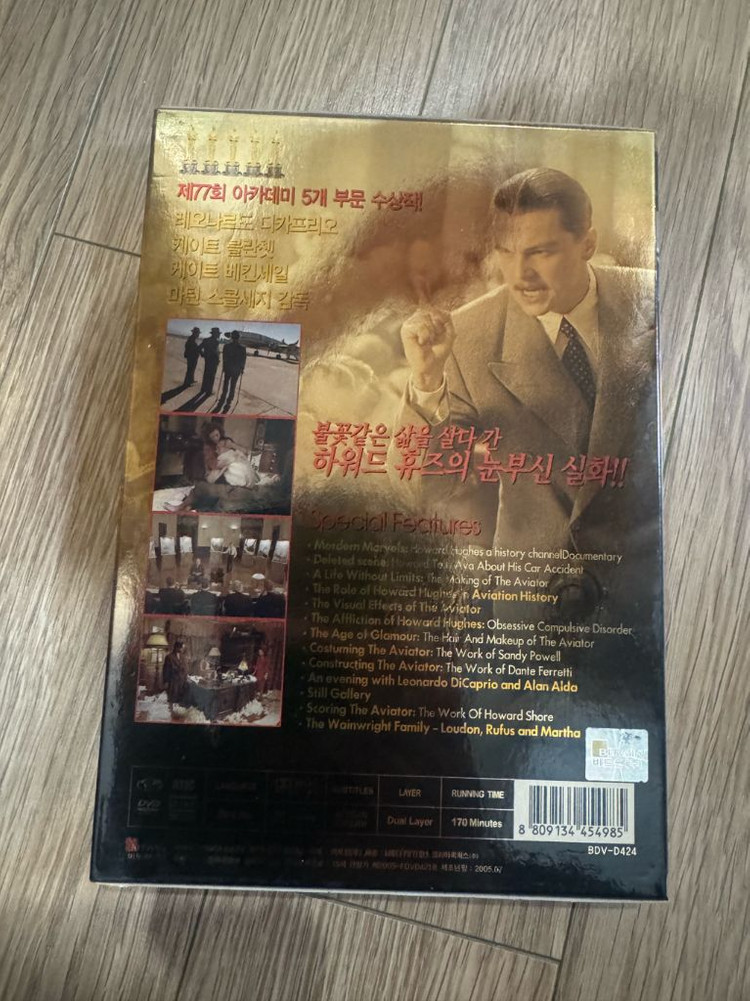 제77회 아카데미 5개 부문 수상작!
레오나르도 디카프리오
케이트 블란쳇
케이트 베킨세일
마틴 스콜세지 감독
불꽃같은 삶을 살다 간
하워드 휴즈의 눈부신 실화!!
Special Features
· Mordern Marvels: Howard Hughes a history channelDocumentary
· Deleted scene: Howard Tells Ava About His Car Accident
· A Life Without Limits: The Making of The Aviator
· The Role of Howard Hughes in Aviation History
· The Visual Effects of The Aviator
· The Affliction of Howard Hughes: Obsessive Compulsive Disorder
· The Age of Glamour: The Hair And Makeup of The Aviator
· Costuming The Aviator: The Work of Sandy Powell
· Constructing The Aviator: The Work of Dante Ferretti
· An evening with Leonardo DiCaprio and Alan Alda
· Still Gallery
· Scoring The Aviator: The Work Of Howard Shore
· The Wainwright Family – Loudon, Rufus and Martha
SUBTITLES LAYER RUNNING TIME
DVD Dual Layer 170 Minutes
8 809134 454985
BDV-D424